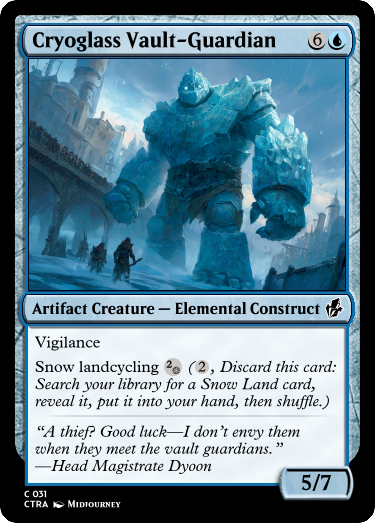 Cryoglass Vault-Guardian 6
Artifact Creature — Elemental Construct
Vigilance
Snow landcycling 2 (2, Discard this card:
Search your library for a Snow Land card,
reveal it, put it into your hand, then shuffle.)
“A thief? Good luck—I don’t envy them
when they meet the vault guardians.”
—Head Magistrate Dyoon
5/7
C 031
CTRA Midjourney